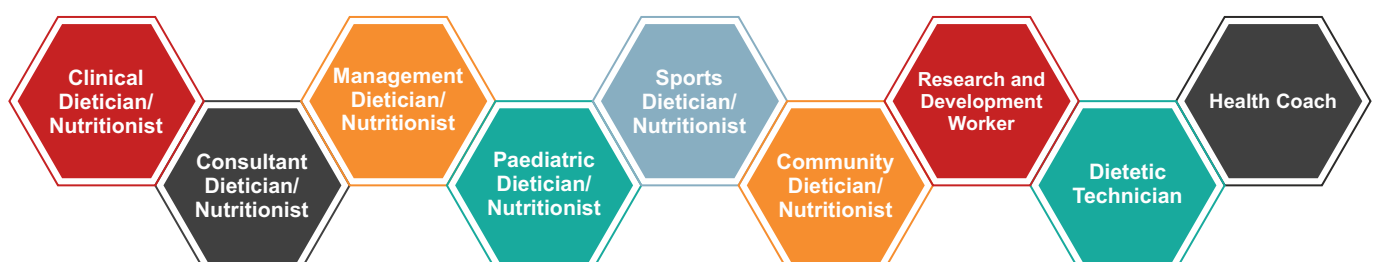 Clinical
Dietician/
Nutritionist
Consultant
Dietician/
Nutritionist
Management
Dietician/
Nutritionist
Paediatric
Dietician/
Nutritionist
Sports
Dietician/
Nutritionist
Community
Dietician/
Nutritionist
Research and
Development
Worker
Dietetic
Technician
Health Coach